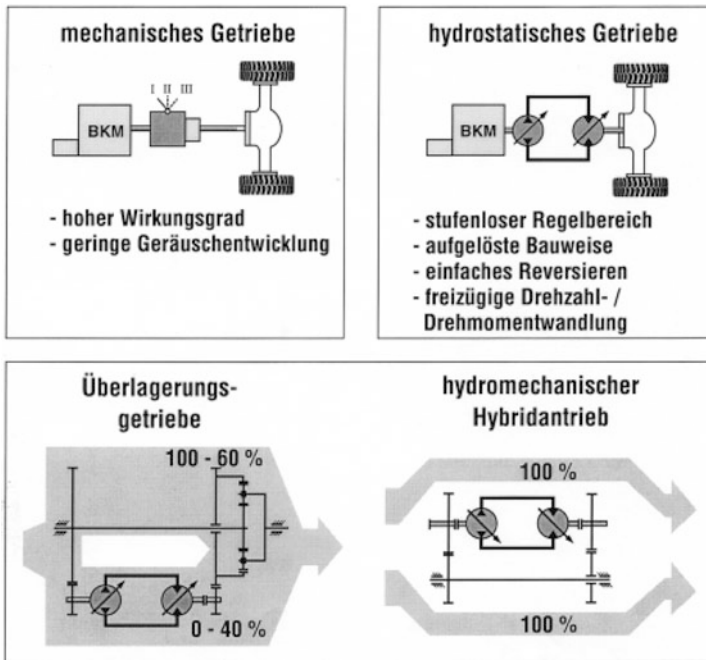 mechanisches Getriebe
I II III
BKM
- hoher Wirkungsgrad
- geringe Geräuschentwicklung
hydrostatisches Getriebe
BKM
- stufenloser Regelbereich
- aufgelöste Bauweise
- einfaches Reversieren
- freizügige Drehzahl- /
Drehmomentwandlung
Überlagerungs-
getriebe
100 - 60 %
0 - 40 %
hydromechanischer
Hybridantrieb
100 %
100 %